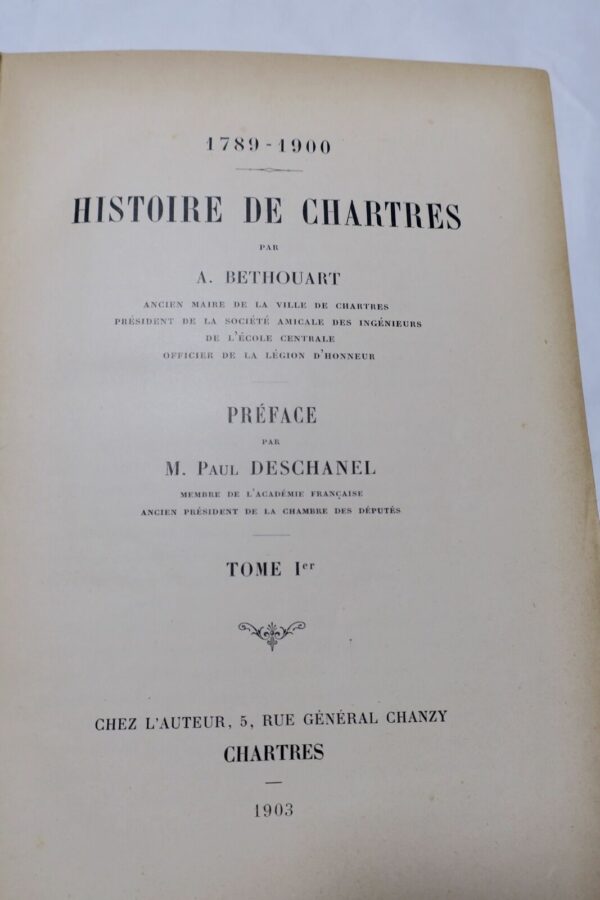 1789-1900
HISTOIRE DE CHARTRES
PAR
A. BETHOUART
ANCIEN MAIRE DE LA VILLE DE CHARTRES
PRÉSIDENT DE LA SOCIÉTÉ AMICALE DES INGÉNIEURS
DE L'ÉCOLE CENTRALE
OFFICIER DE LA LÉGION D'HONNEUR
PRÉFACE
PAR
M. PAUL DESCHANEL
MEMBRE DE L'ACADÉMIE FRANÇAISE
ANCIEN PRÉSIDENT DE LA CHAMBRE DES DÉPUTÉS
TOME Ier
CHEZ L'AUTEUR, 5, RUE GÉNÉRAL CHANZY
CHARTRES
1903